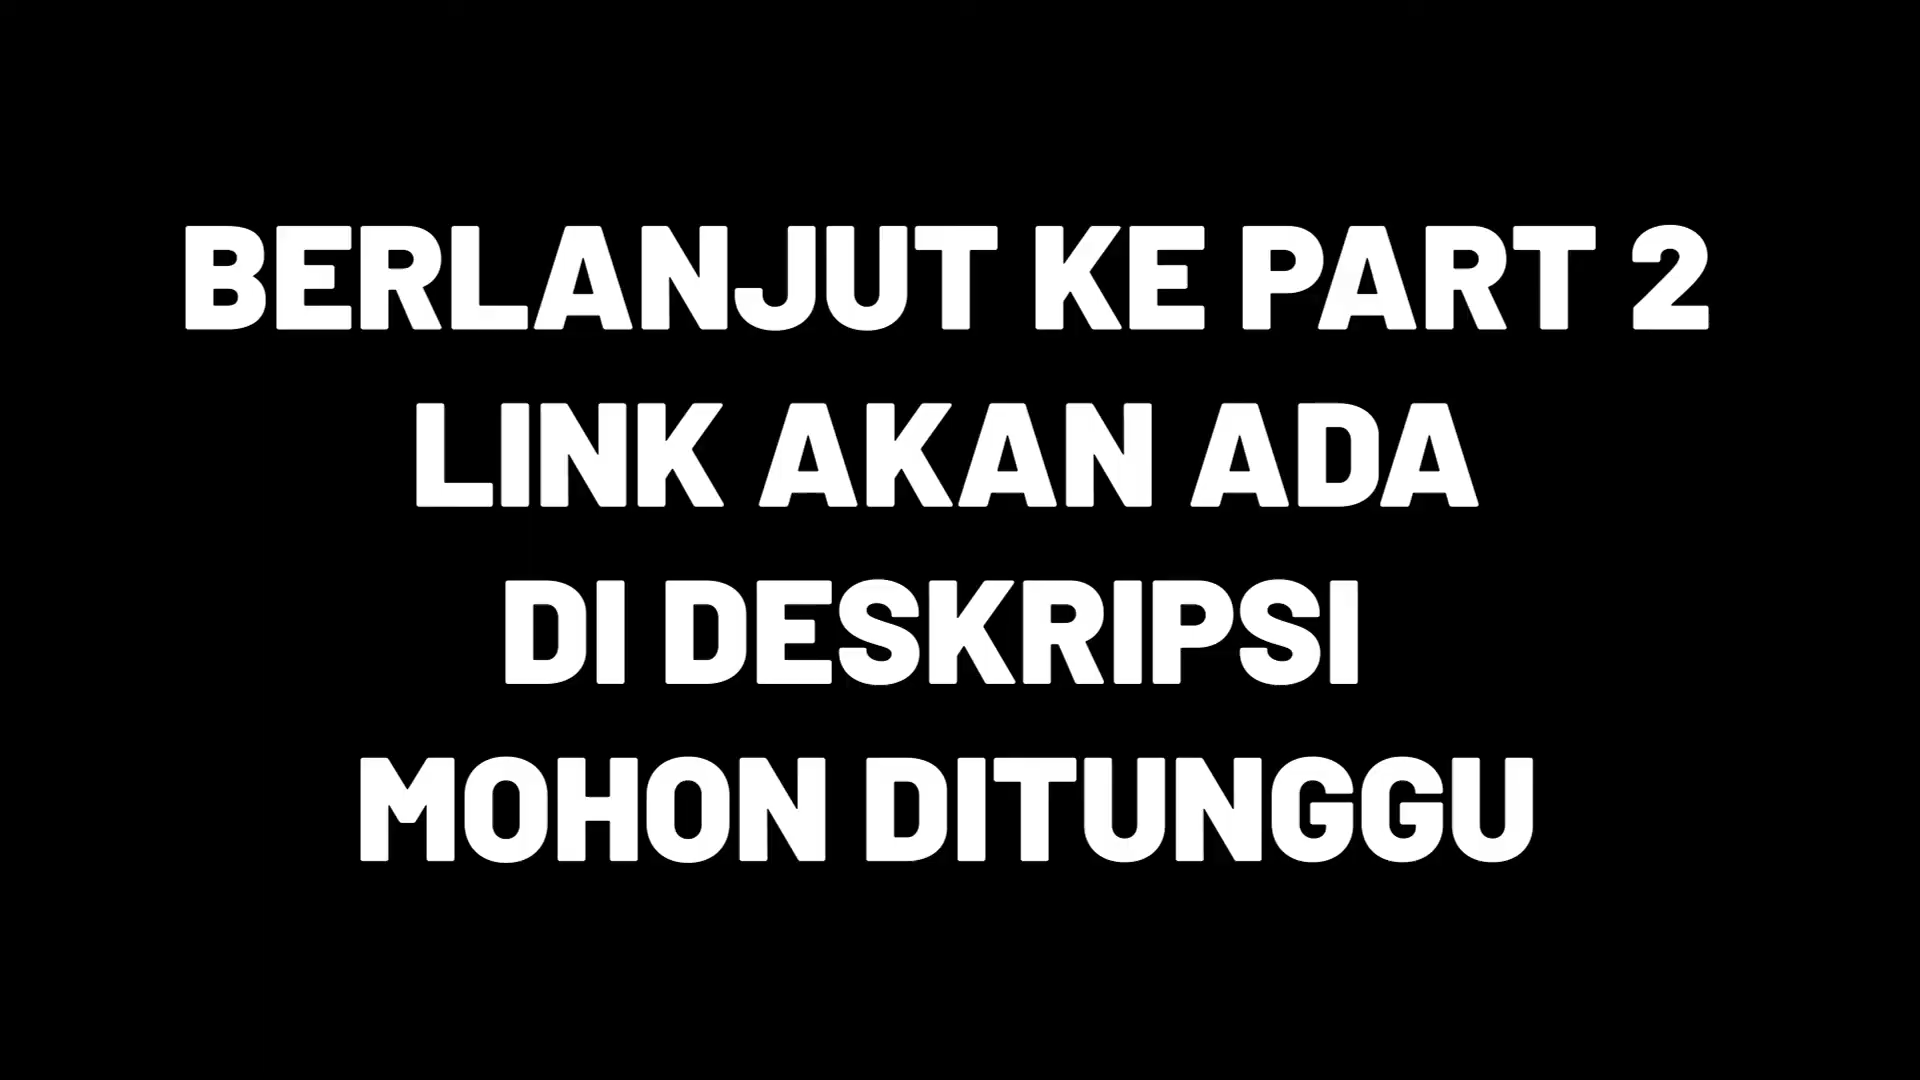 BERLANJUT KE PART 2
LINK AKAN ADA
DI DESKRIPSI
MOHON DITUNGGU